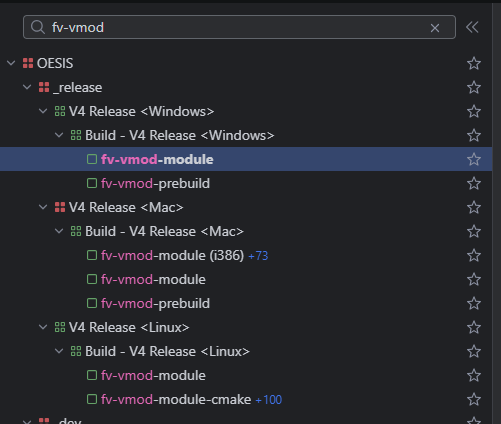 fv-vmod
OESIS
_release
V4 Release <Windows>
Build - V4 Release <Windows>
fv-vmod-module
fv-vmod-prebuild
V4 Release <Mac>
Build - V4 Release <Mac>
fv-vmod-module (i386) +73
fv-vmod-module
fv-vmod-prebuild
V4 Release <Linux>
Build - V4 Release <Linux>
fv-vmod-module
fv-vmod-module-cmake +100
_dev